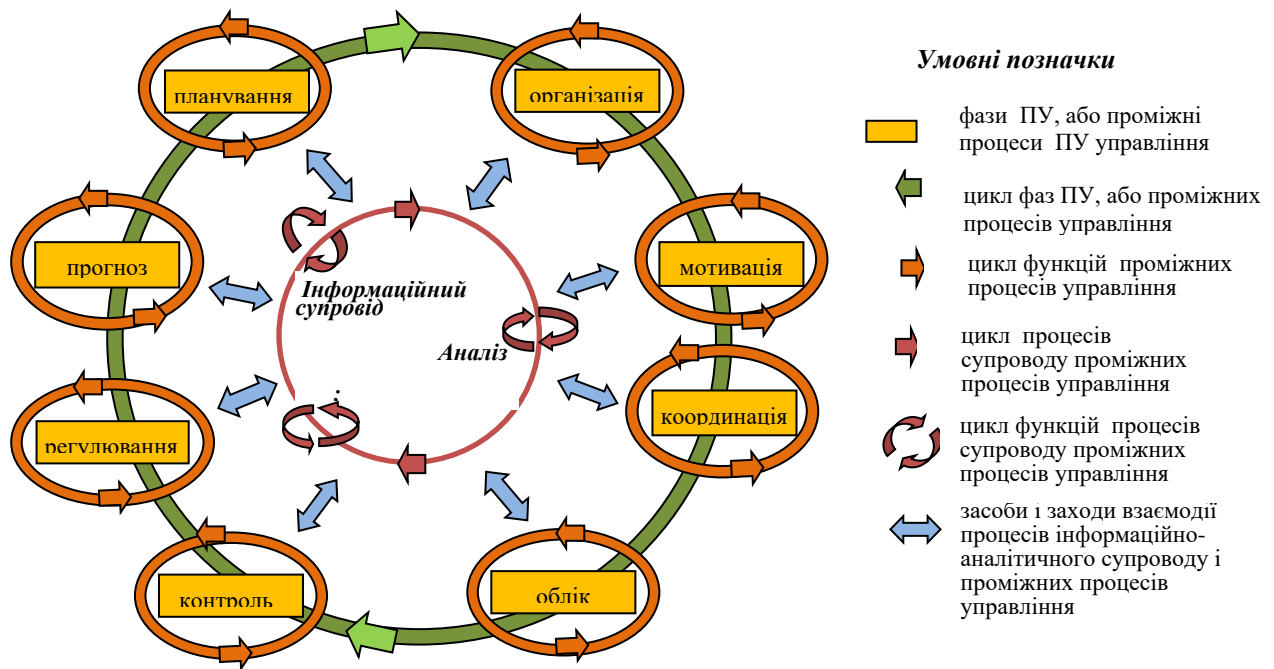 планування
організація
прогноз
мотивація
Інформаційний
супровід
Аналіз
:
регулювання
координація
контроль
облік
Умовні позначки
фази ПУ, або проміжні
процеси ПУ управління
цикл фаз ПУ, або проміжних
процесів управління
цикл функцій проміжних
процесів управління
цикл процесів
супроводу проміжних
процесів управління
цикл функцій процесів
супроводу проміжних
процесів управління
засоби і заходи взаємодії
процесів інформаційно-
аналітичного супроводу і
проміжних процесів
управління